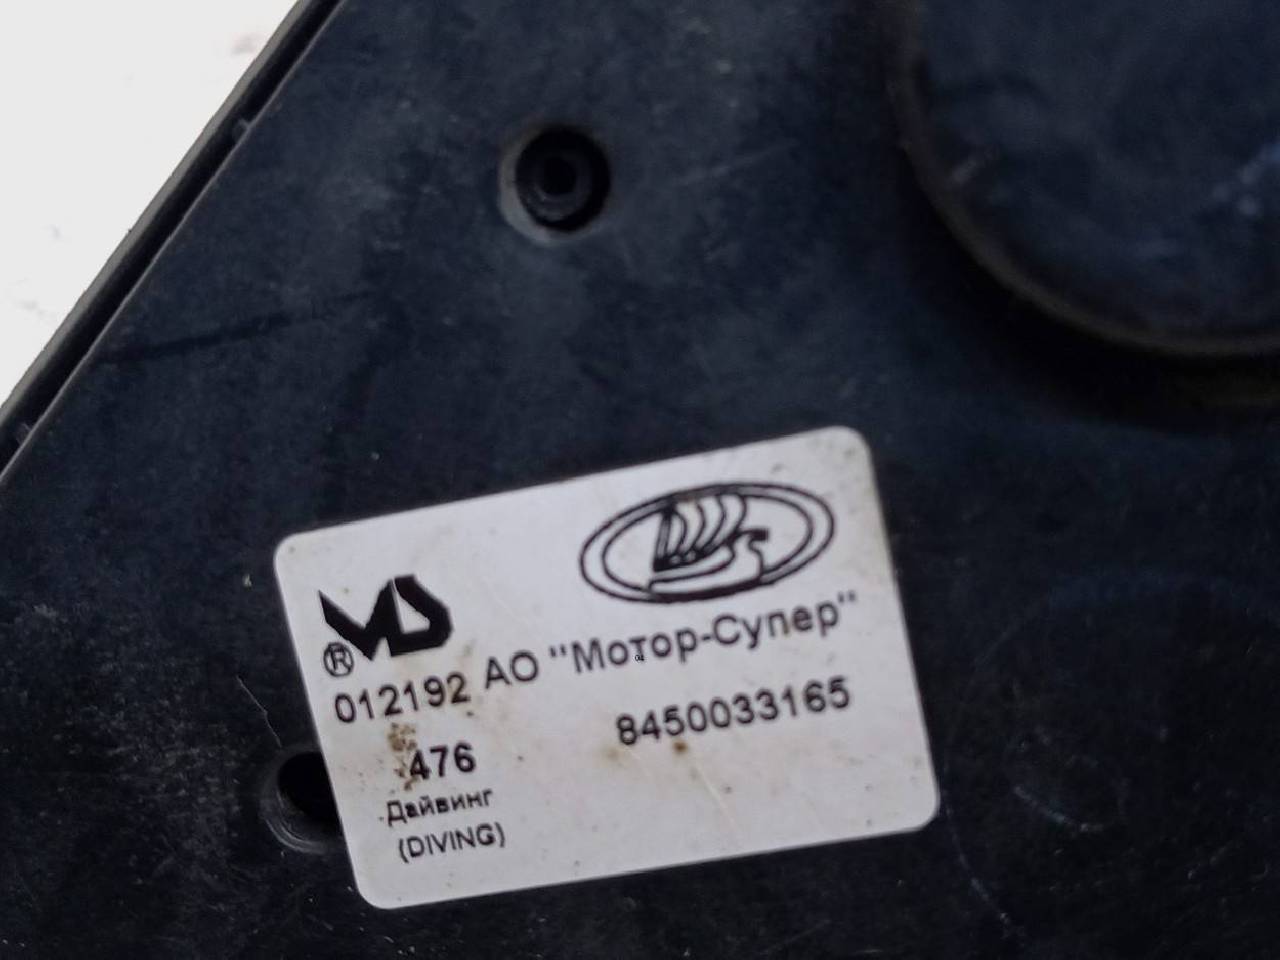 ®
012192 АО "Мотор-Супер"
476 8450033165
Дайвинг
(DIVING)